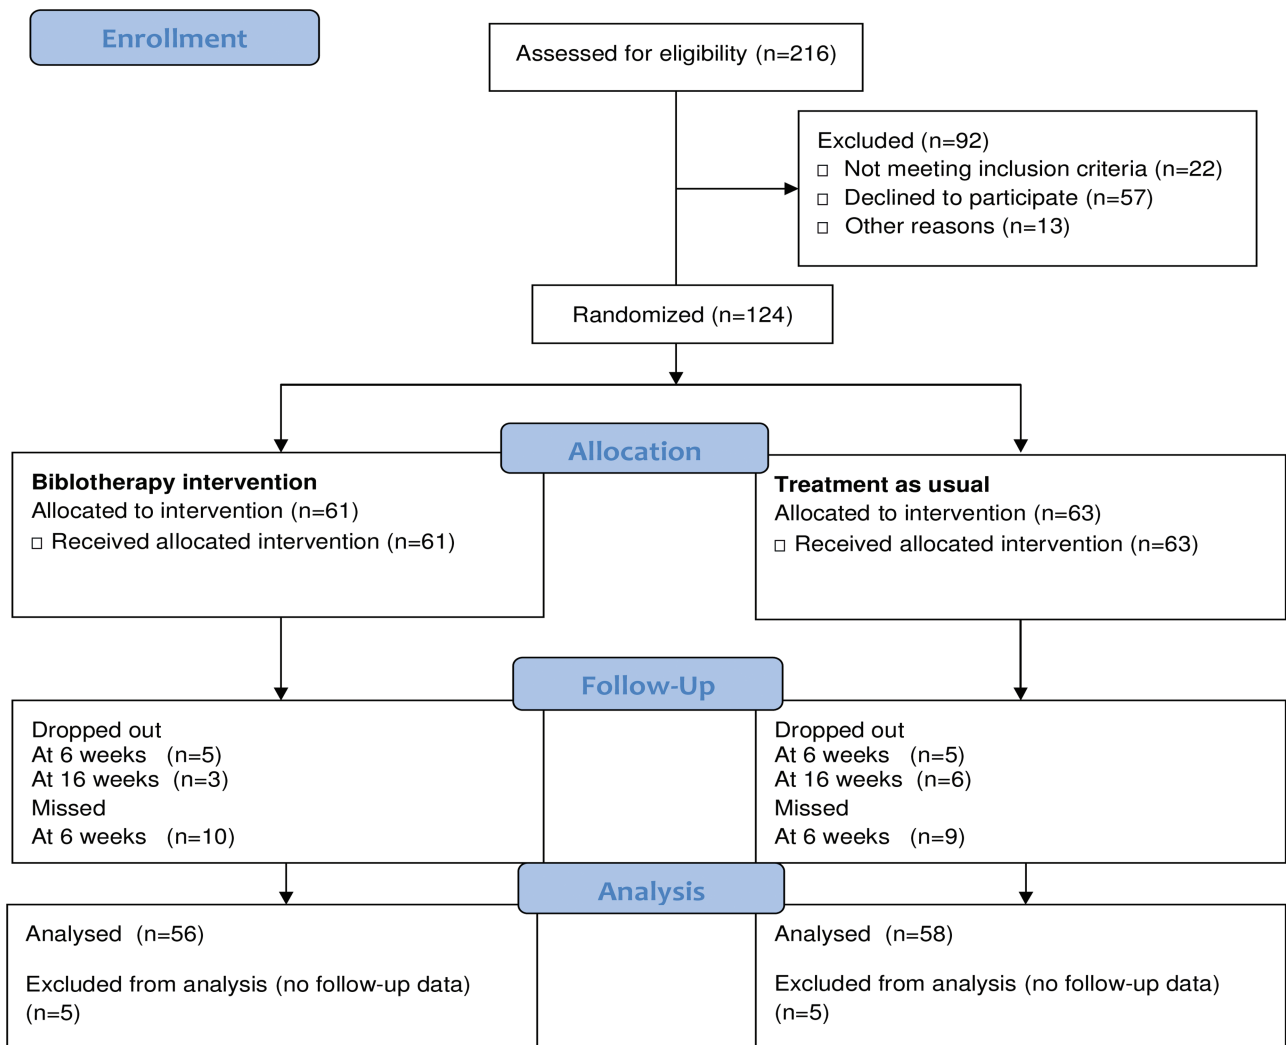 Enrollment
Assessed for eligibility (n=216)
Excluded (n=92)
□ Not meeting inclusion criteria (n=22)
□ Declined to participate (n=57)
□ Other reasons (n=13)
Randomized (n=124)
Allocation
Biblotherapy intervention
Allocated to intervention (n=61)
□ Received allocated intervention (n=61)
Treatment as usual
Allocated to intervention (n=63)
□ Received allocated intervention (n=63)
Follow-Up
Dropped out
At 6 weeks (n=5)
At 16 weeks (n=3)
Missed
At 6 weeks (n=10)
Dropped out
At 6 weeks (n=5)
At 16 weeks (n=6)
Missed
At 6 weeks (n=9)
Analysis
Analysed (n=56)
Excluded from analysis (no follow-up data)
(n=5)
Analysed (n=58)
Excluded from analysis (no follow-up data)
(n=5)